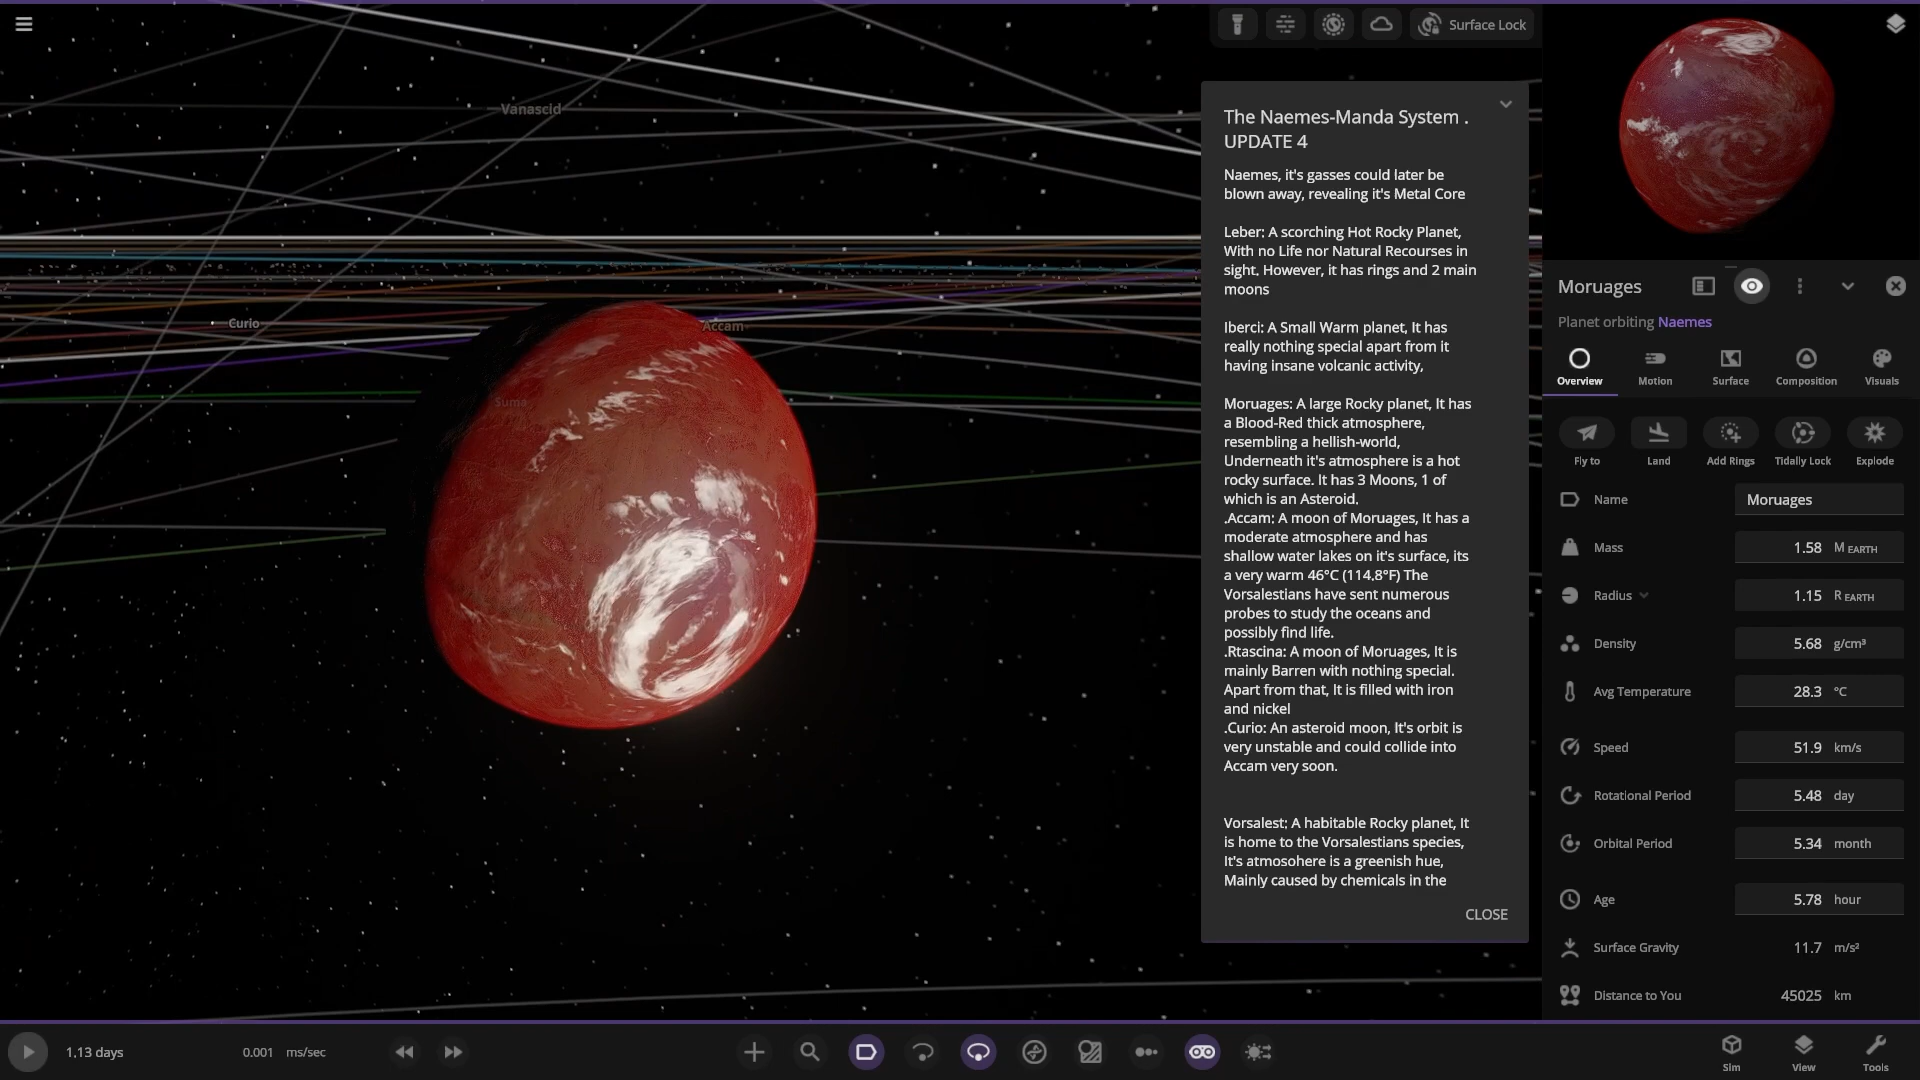 Surface Lock
Vanascid
Curio
Accam
Suma
The Naemes-Manda System .
UPDATE 4
Naemes, it's gasses could later be
blown away, revealing it's Metal Core
Leber: A scorching Hot Rocky Planet,
With no Life nor Natural Recourses in
sight. However, it has rings and 2 main
moons
Iberci: A Small Warm planet, It has
really nothing special apart from it
having insane volcanic activity,
Moruages: A large Rocky planet, It has
a Blood-Red thick atmosphere,
resembling a hellish-world,
Underneath it's atmosphere is a hot
rocky surface. It has 3 Moons, 1 of
which is an Asteroid.
.Accam: A moon of Moruages, It has a
moderate atmosphere and has
shallow water lakes on it's surface, its
a very warm 46°C (114.8°F) The
Vorsalestians have sent numerous
probes to study the oceans and
possibly find life.
.Rtascina: A moon of Moruages, It is
mainly Barren with nothing special.
Apart from that, It is filled with iron
and nickel
.Curio: An asteroid moon, It's orbit is
very unstable and could collide into
Accam very soon.
Vorsalest: A habitable Rocky planet, It
is home to the Vorsalestians species,
It's atmosohere is a greenish hue,
Mainly caused by chemicals in the
CLOSE
Moruages
Planet orbiting Naemes
Overview Motion Surface Composition Visuals
Fly to Land Add Rings Tidally Lock Explode
Name Moruages
Mass 1.58 M EARTH
Radius 1.15 R EARTH
Density 5.68 g/cm³
Avg Temperature 28.3 °C
Speed 51.9 km/s
Rotational Period 5.48 day
Orbital Period 5.34 month
Age 5.78 hour
Surface Gravity 11.7 m/s²
Distance to You 45025 km
1.13 days 0.001 ms/sec
Sim View Tools